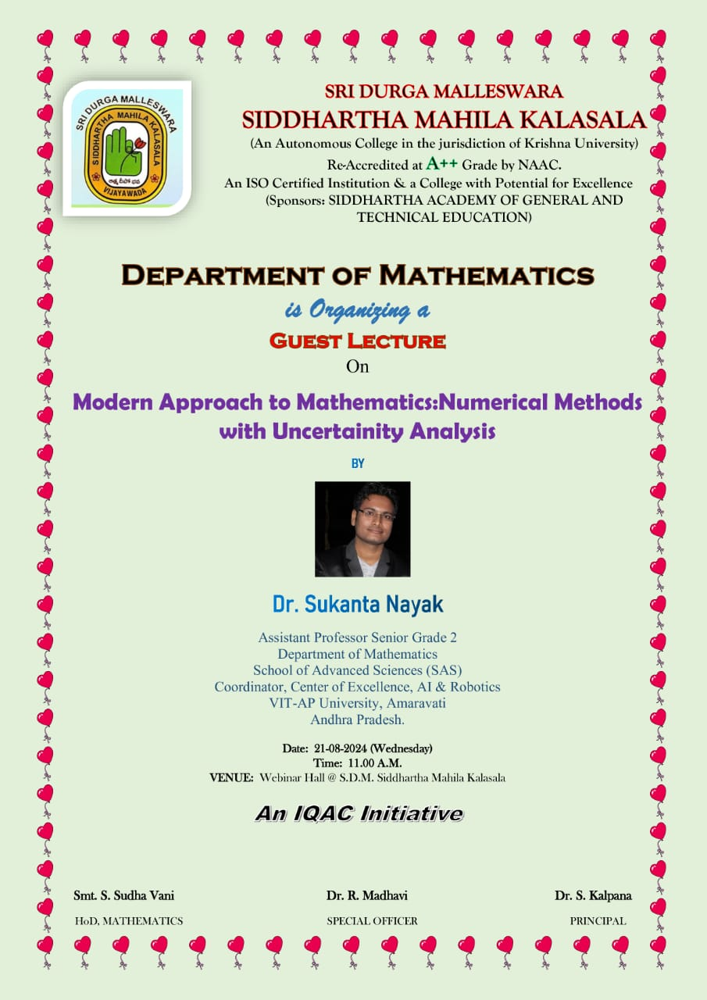 SRI DURGA MALLESWARA
SIDDHARTHA MAHILA KALASALA
ఆత్మ దీపో భవ
VIJAYAWADA
SRI DURGA MALLESWARA
SIDDHARTHA MAHILA KALASALA
(An Autonomous College in the jurisdiction of Krishna University)
Re-Accredited at A++ Grade by NAAC.
An ISO Certified Institution & a College with Potential for Excellence
(Sponsors: SIDDHARTHA ACADEMY OF GENERAL AND
TECHNICAL EDUCATION)
DEPARTMENT OF MATHEMATICS
is Organizing a
GUEST LECTURE
On
Modern Approach to Mathematics:Numerical Methods
with Uncertainity Analysis
BY
Dr. Sukanta Nayak
Assistant Professor Senior Grade 2
Department of Mathematics
School of Advanced Sciences (SAS)
Coordinator, Center of Excellence, AI & Robotics
VIT-AP University, Amaravati
Andhra Pradesh.
Date: 21-08-2024 (Wednesday)
Time: 11.00 A.M.
VENUE: Webinar Hall @ S.D.M. Siddhartha Mahila Kalasala
An IQAC Initiative
Smt. S. Sudha Vani Dr. R. Madhavi Dr. S. Kalpana
HoD, MATHEMATICS SPECIAL OFFICER PRINCIPAL